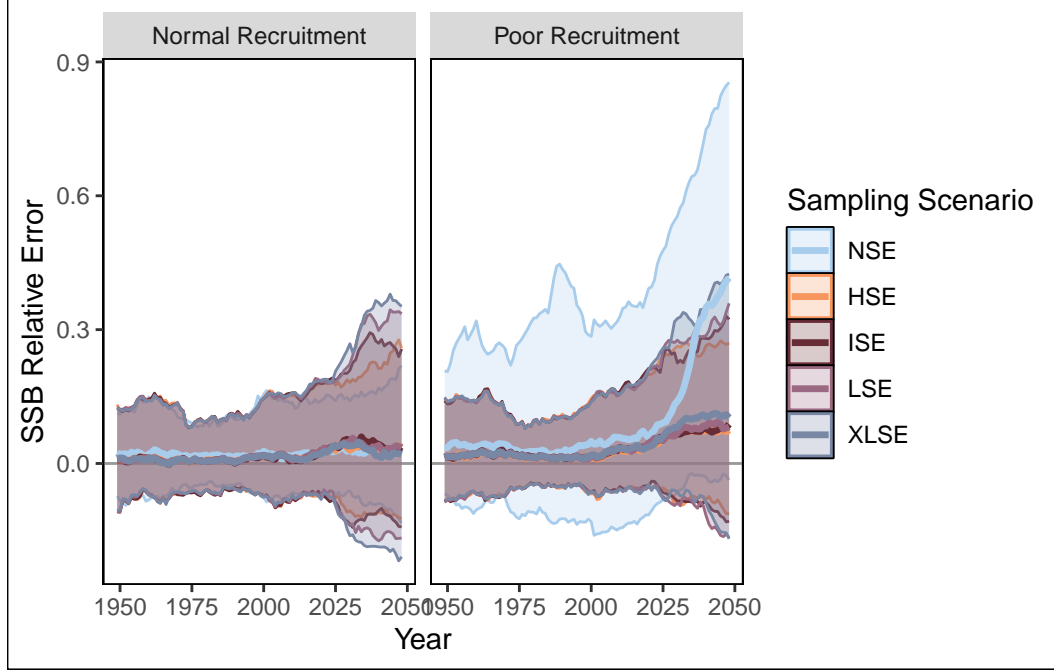 Normal Recruitment
Poor Recruitment
0.9
0.6
0.3
0.0
SSB Relative Error
1950 1975 2000 2025 2050
1950 1975 2000 2025 2050
Year
Sampling Scenario
NSE
HSE
ISE
LSE
XLSE